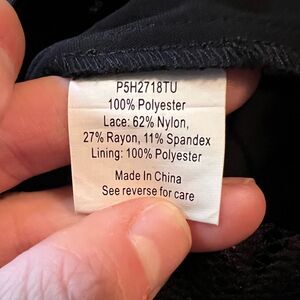 P5H2718TU
100% Polyester
Lace: 62% Nylon,
27% Rayon, 11% Spandex
Lining: 100% Polyester
Made In China
See reverse for care